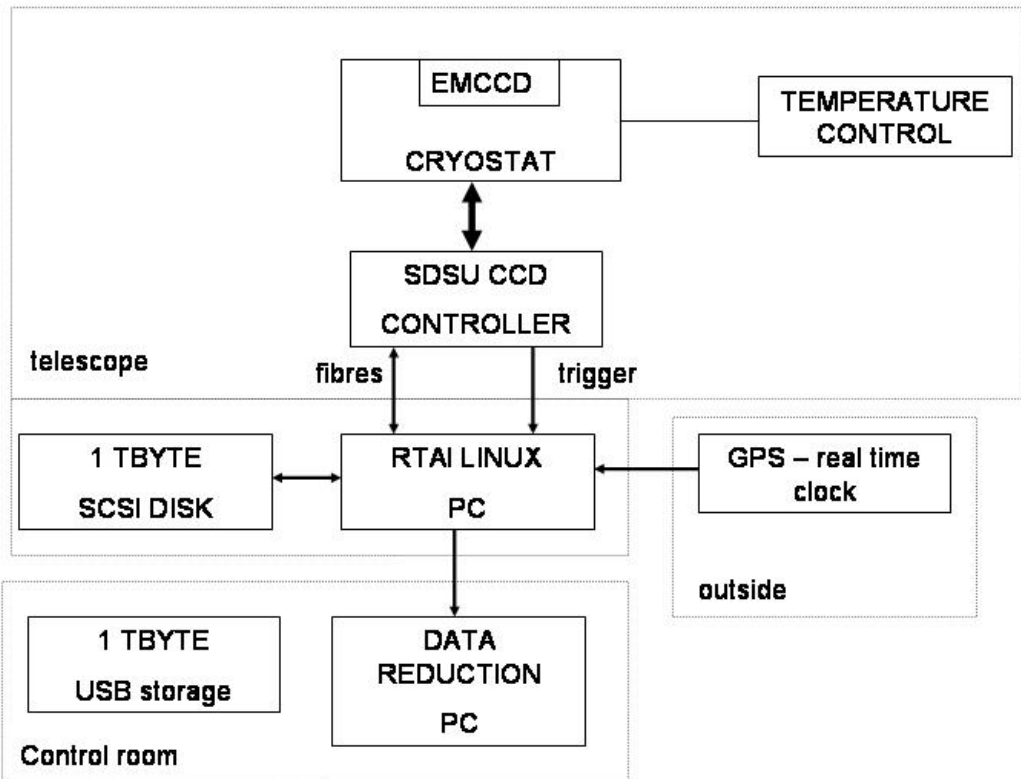 EMCCD
CRYOSTAT
TEMPERATURE
CONTROL
SDSU CCD
CONTROLLER
telescope
fibres
trigger
1 TBYTE
SCSI DISK
RTAI LINUX
PC
GPS – real time
clock
outside
1 TBYTE
USB storage
DATA
REDUCTION
PC
Control room